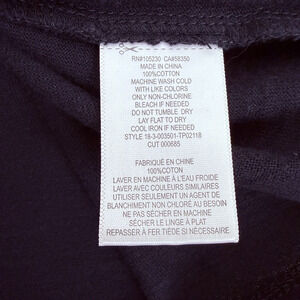 RN#105230 CA#58350
MADE IN CHINA
100%COTTON
MACHINE WASH COLD
WITH LIKE COLORS
ONLY NON-CHLORINE
BLEACH IF NEEDED
DO NOT TUMBLE DRY
LAY FLAT TO DRY
COOL IRON IF NEEDED
STYLE 18-3-003501-TP02118
CUT 000685
FABRIQUÉ EN CHINE
100%COTON
LAVER EN MACHINE À L'EAU FROIDE
LAVER AVEC COULEURS SIMILAIRES
UTILISER SEULEMENT UN AGENT DE
BLANCHIMENT NON CHLORÉ AU BESOIN
NE PAS SÉCHER EN MACHINE
SÉCHER LE LINGE À PLAT
REPASSER À FER TIÈDE SI NÉCESSAIRE